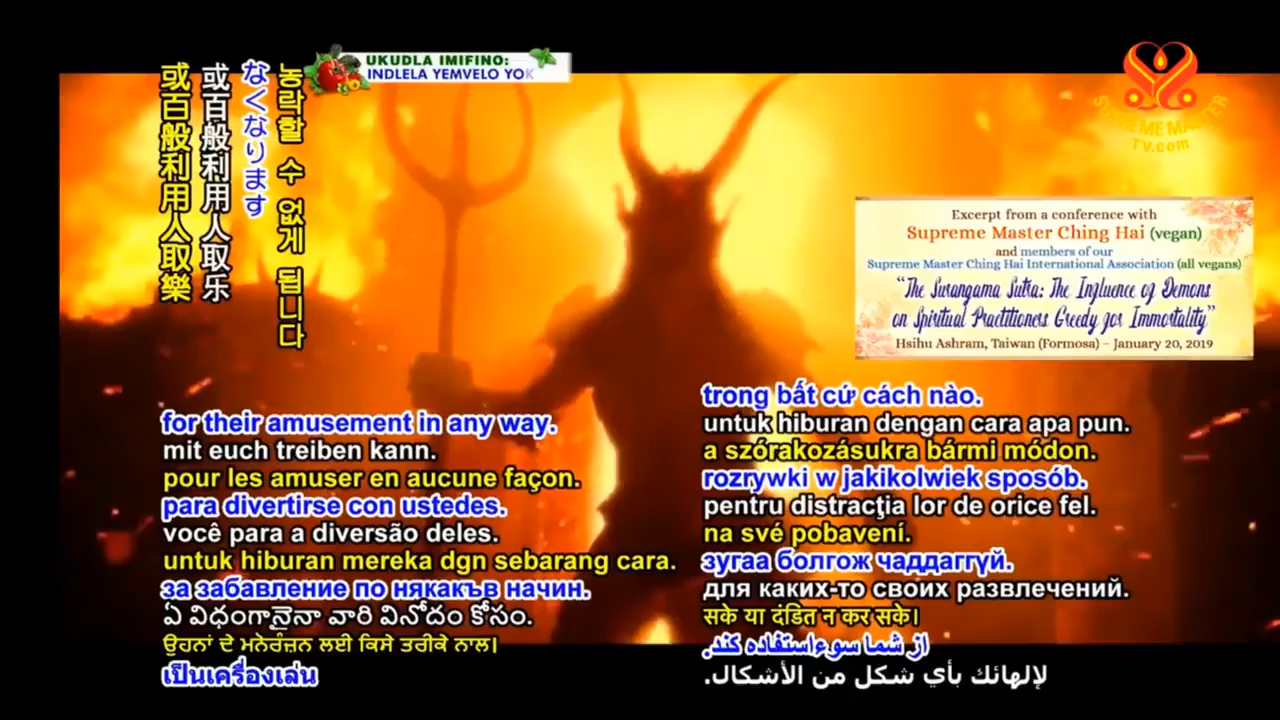 UKUDLA IMIFINO:
INDLELA YEMVELO YOK
SUPREME MASTER
TV.com
농락할 수 없게 됩니다
なくなります
或百般利用人取乐
或百般利用人取樂
Excerpt from a conference with
Supreme Master Ching Hai (vegan)
and members of our
Supreme Master Ching Hai International Association (all vegans)
“The Surangama Sutra: The Influence of Demons
on Spiritual Practitioners Greedy for Immortality”
Hsihu Ashram, Taiwan (Formosa) – January 20, 2019
for their amusement in any way.
mit euch treiben kann.
pour les amuser en aucune façon.
para divertirse con ustedes.
você para a diversão deles.
untuk hiburan mereka dgn sebarang cara.
за забавление по някакъв начин.
ఏ విధంగానైనా వారి వినోదం కోసం.
ਉਹਨਾਂ ਦੇ ਮਨੋਰੰਜਨ ਲਈ ਕਿਸੇ ਤਰੀਕੇ ਨਾਲ।
เป็นเครื่องเล่น
trong bất cứ cách nào.
untuk hiburan dengan cara apa pun.
a szórakozásukra bármi módon.
rozrywki w jakikolwiek sposób.
pentru distracţia lor de orice fel.
na své pobavení.
зугаа болгож чаддаггүй.
для каких-то своих развлечений.
सके या दंडित न कर सके।
از شما سوءاستفاده کند.
لإلهائك بأي شكل من الأشكال.